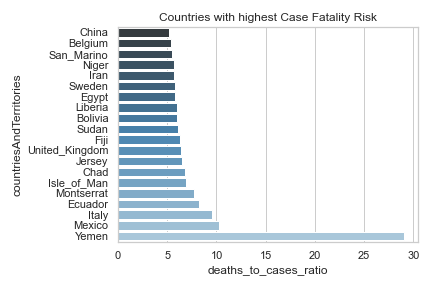 Countries with highest Case Fatality Risk
countriesAndTerritories
China
Belgium
San_Marino
Niger
Iran
Sweden
Egypt
Liberia
Bolivia
Sudan
Fiji
United_Kingdom
Jersey
Chad
Isle_of_Man
Montserrat
Ecuador
Italy
Mexico
Yemen
0 5 10 15 20 25 30
deaths_to_cases_ratio